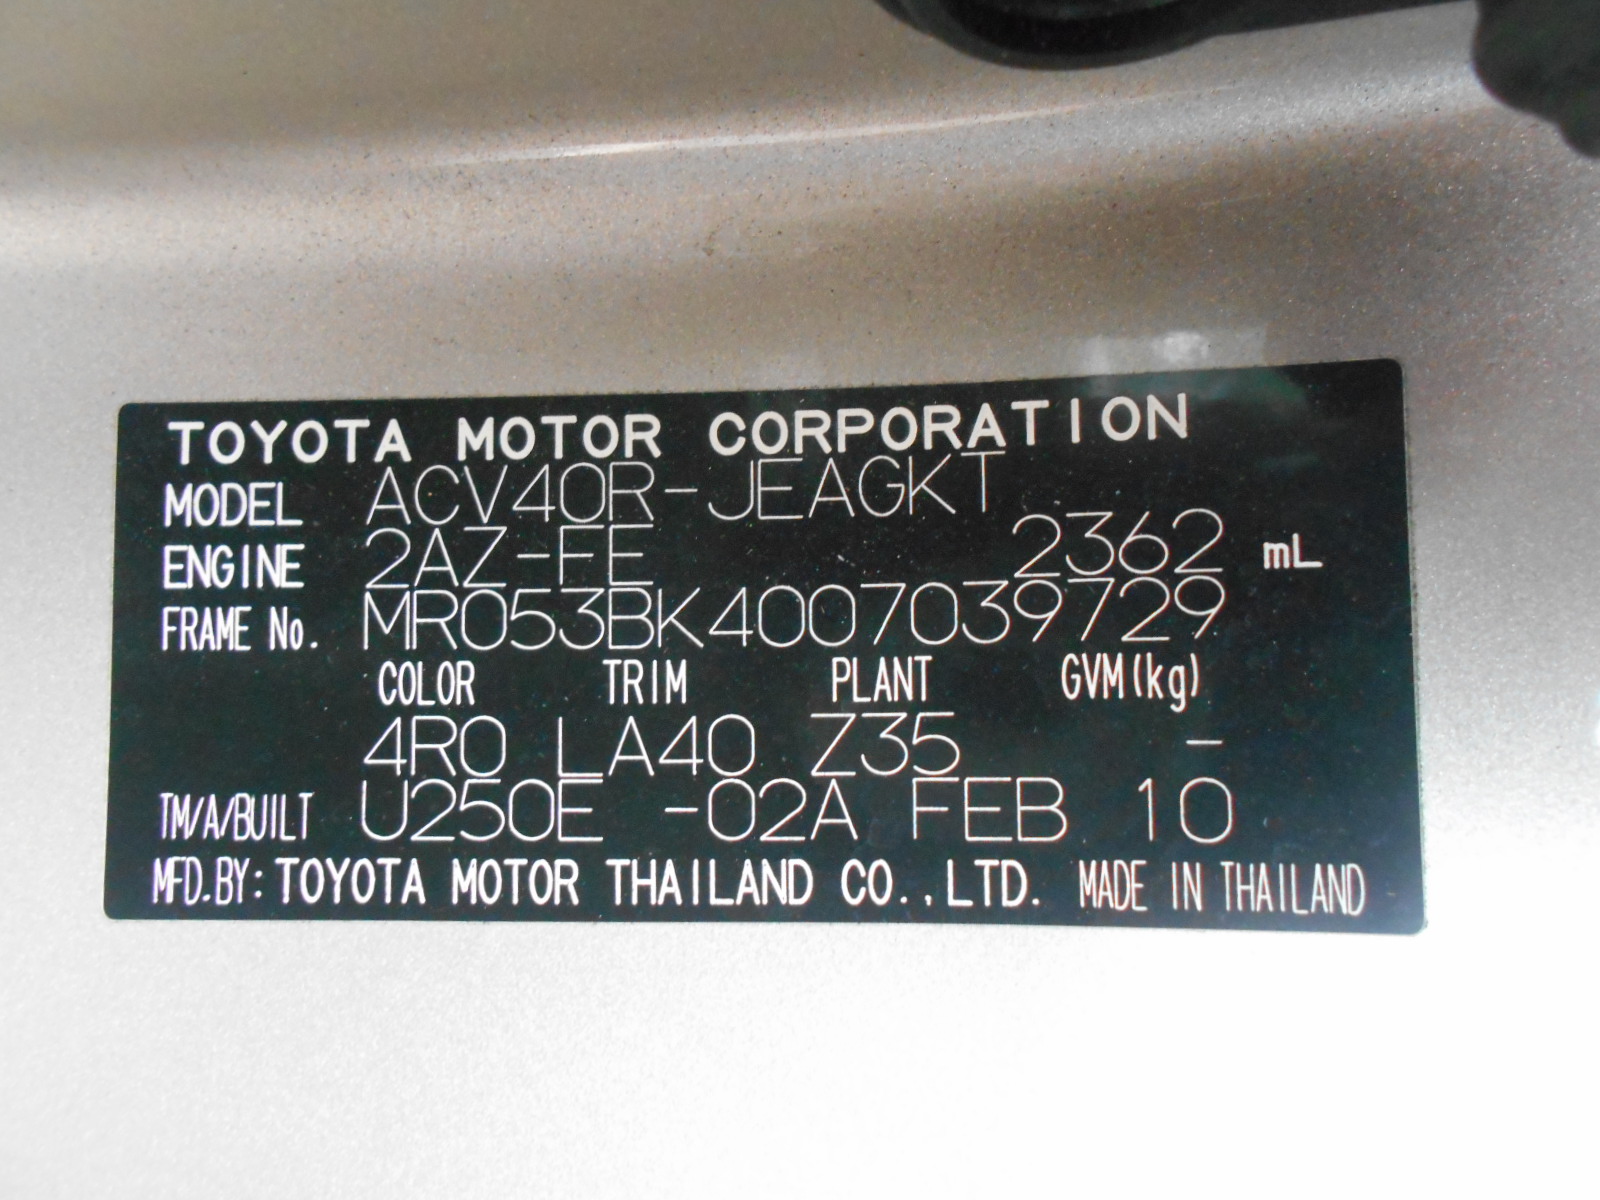 TOYOTA MOTOR CORPORATION
MODEL ACV40R-JEAGKT
ENGINE 2AZ-FE 2362 mL
FRAME No. MR053BK4007039729
COLOR TRIM PLANT GVM(kg)
4R0 LA40 Z35 -
TM/A/BUILT U250E -02A FEB 10
MFD.BY: TOYOTA MOTOR THAILAND CO.,LTD. MADE IN THAILAND